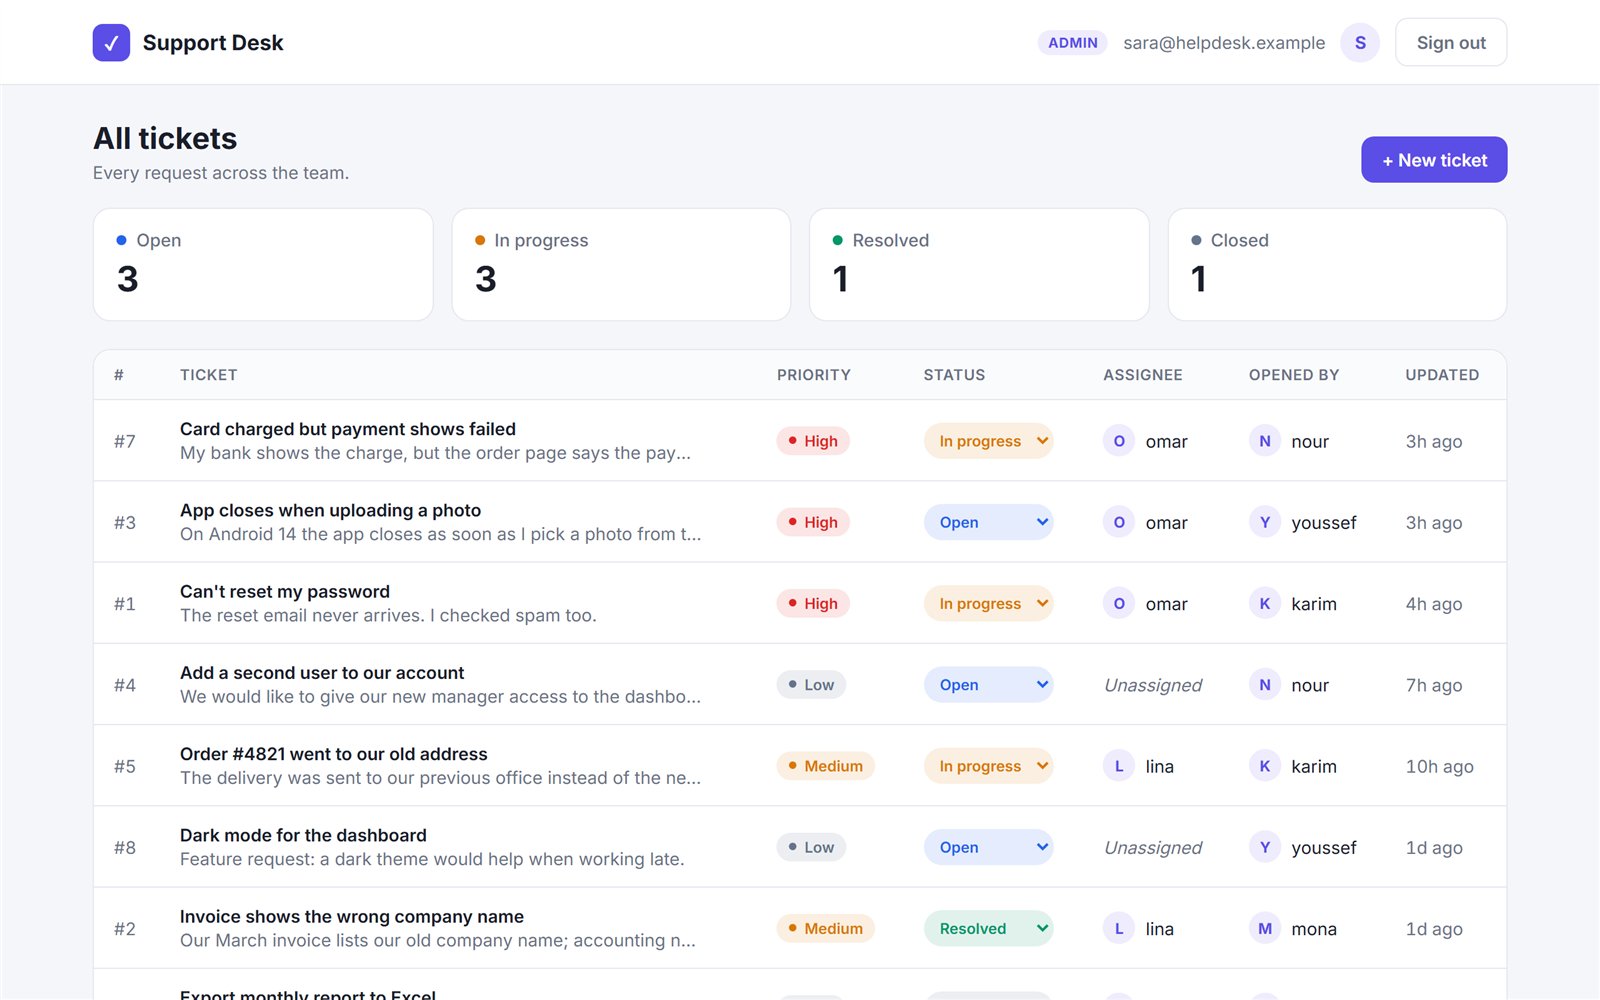 ✓ Support Desk ADMIN sara@helpdesk.example S Sign out
All tickets
Every request across the team.
+ New ticket
Open In progress Resolved Closed
3 3 1 1
# TICKET PRIORITY STATUS ASSIGNEE OPENED BY UPDATED
Card charged but payment shows failed
#7 High In progress O omar N nour 3h ago
My bank shows the charge, but the order page says the pay...
App closes when uploading a photo
#3 High Open O omar Y youssef 3h ago
On Android 14 the app closes as soon as I pick a photo from t...
Can't reset my password
#1 High In progress O omar K karim 4h ago
The reset email never arrives. I checked spam too.
Add a second user to our account
#4 Low Open Unassigned N nour 7h ago
We would like to give our new manager access to the dashbo...
Order #4821 went to our old address
#5 Medium In progress L lina K karim 10h ago
The delivery was sent to our previous office instead of the ne...
Dark mode for the dashboard
#8 Low Open Unassigned Y youssef 1d ago
Feature request: a dark theme would help when working late.
Invoice shows the wrong company name
#2 Medium Resolved L lina M mona 1d ago
Our March invoice lists our old company name; accounting n...
Export monthly report to Excel